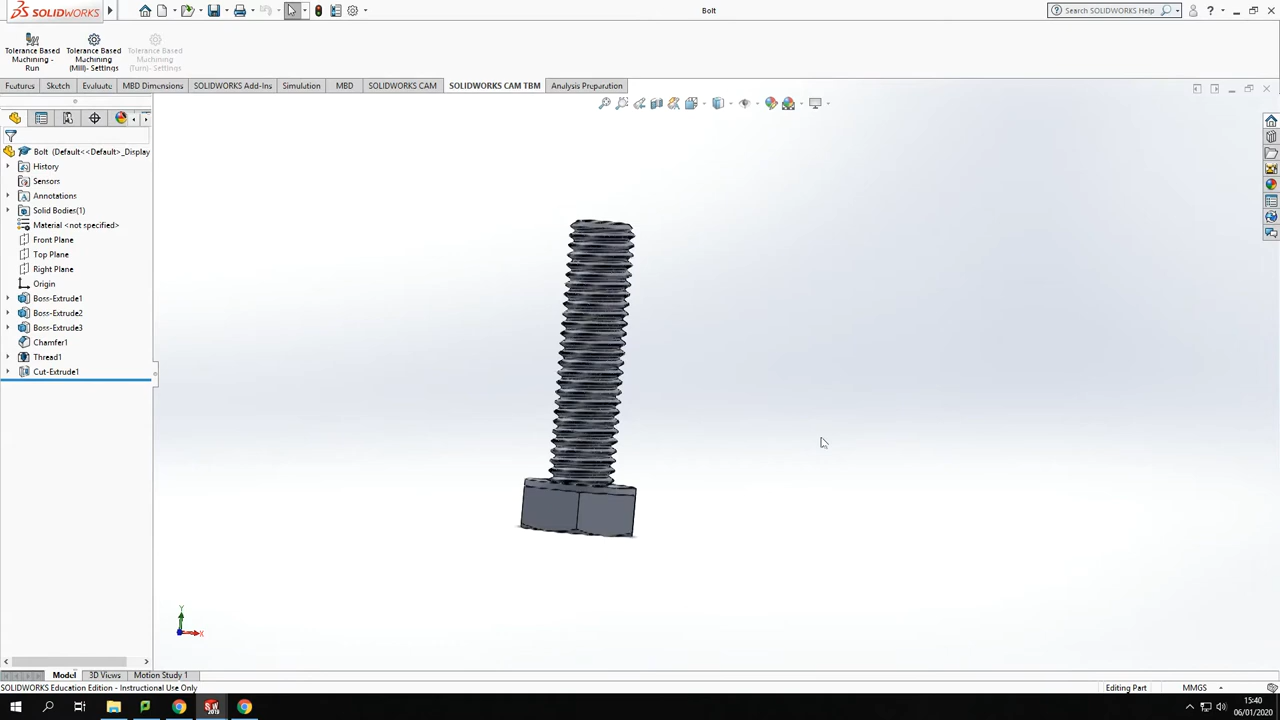 SOLIDWORKS
Bolt
Search SOLIDWORKS Help
Tolerance Based Machining - Run
Tolerance Based Machining (Mill)- Settings
Tolerance Based Machining (Turn)- Settings
Features Sketch Evaluate MBD Dimensions SOLIDWORKS Add-Ins Simulation MBD SOLIDWORKS CAM SOLIDWORKS CAM TBM Analysis Preparation
Bolt (Default<<Default>_Display
History
Sensors
Annotations
Solid Bodies(1)
Material <not specified>
Front Plane
Top Plane
Right Plane
Origin
Boss-Extrude1
Boss-Extrude2
Boss-Extrude3
Chamfer1
Thread1
Cut-Extrude1
Y
X
Model 3D Views Motion Study 1
SOLIDWORKS Education Edition - Instructional Use Only
Editing Part
MMGS
15:40
06/01/2020